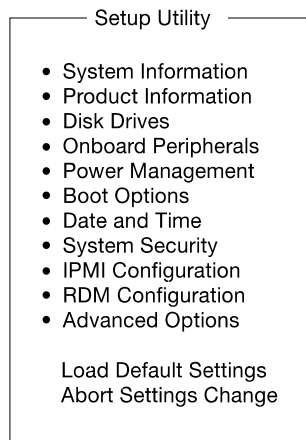 Setup Utility
• System Information
• Product Information
• Disk Drives
• Onboard Peripherals
• Power Management
• Boot Options
• Date and Time
• System Security
• IPMI Configuration
• RDM Configuration
• Advanced Options
Load Default Settings
Abort Settings Change